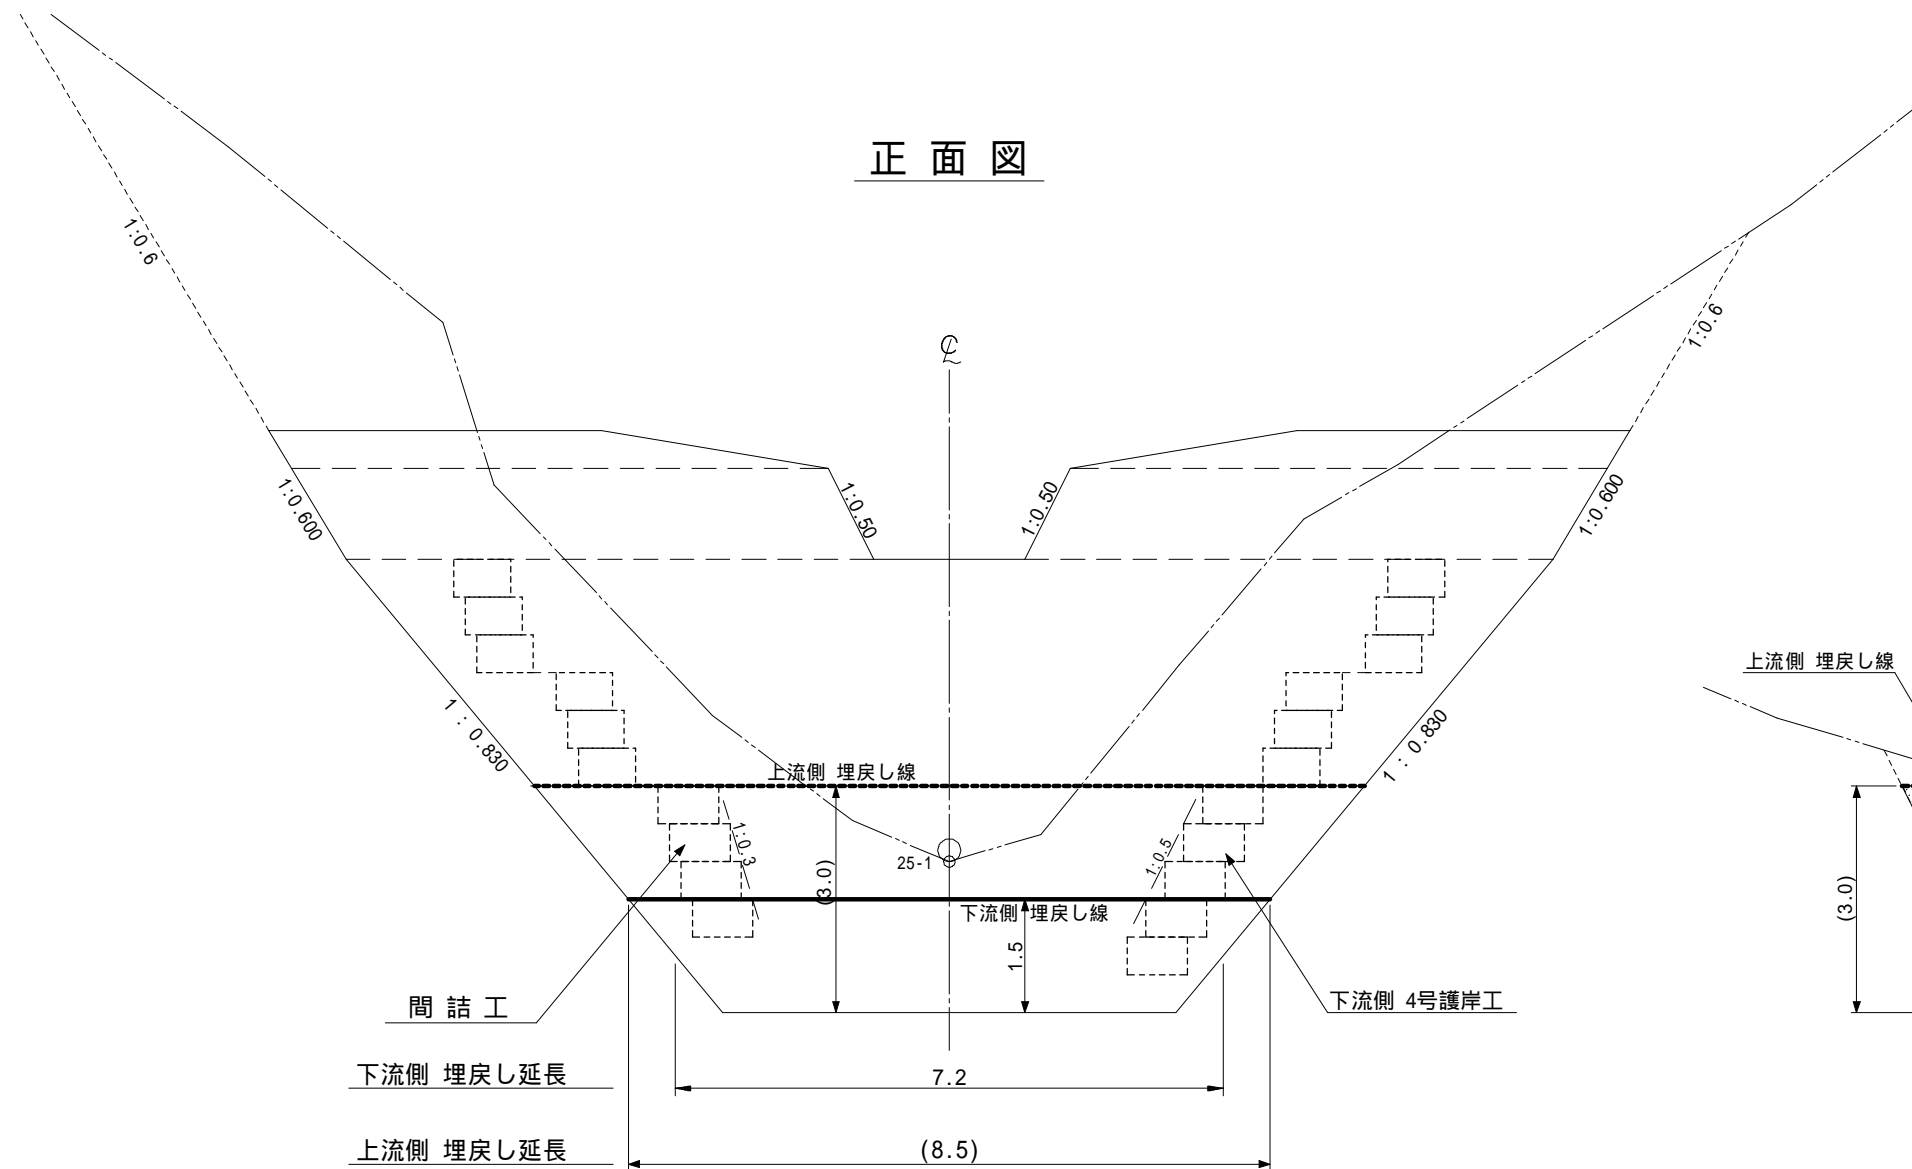 正 面 図
1:0.6
1:0.6
℄
1:0.600
1:0.50
1:0.50
1:0.600
上流側 埋戻し線
1 : 0.830
1 : 0.830
上流側 埋戻し線
1:0.3
1:0.5
(3.0)
25-1
(3.0)
下流側 埋戻し線
1.5
間 詰 工
下流側 4号護岸工
下流側 埋戻し延長
7.2
上流側 埋戻し延長
(8.5)